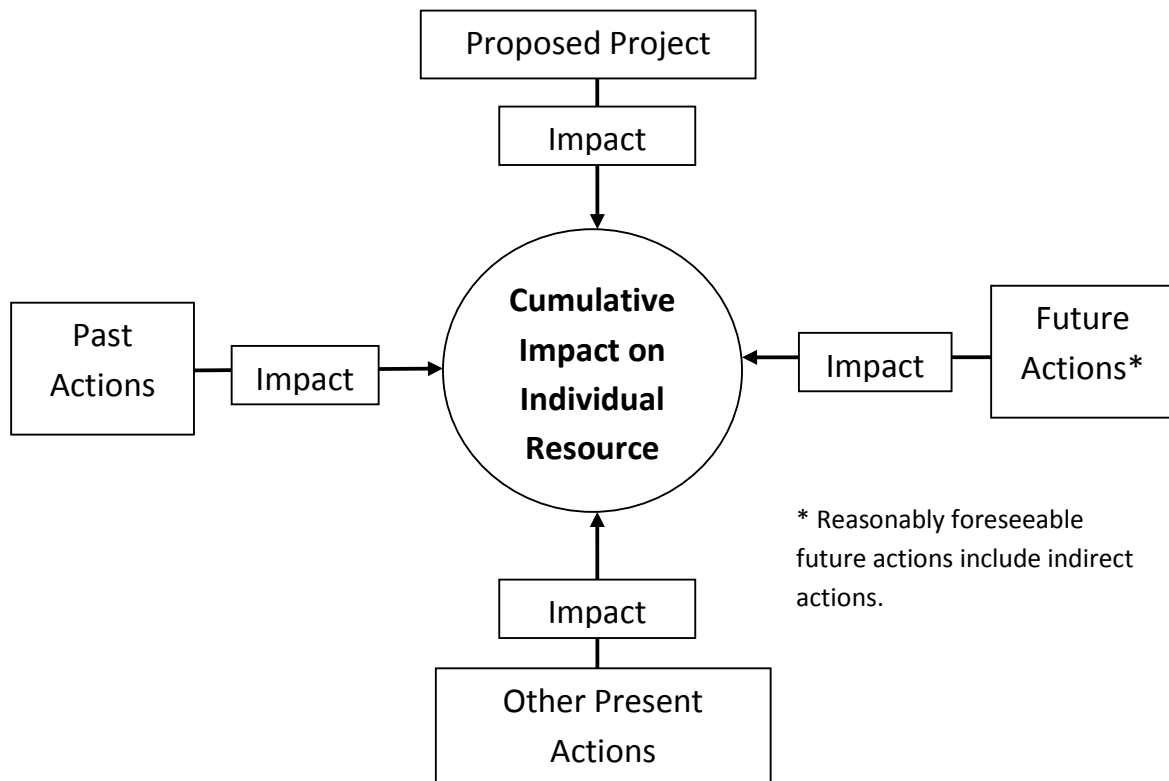 Proposed Project
Impact
Past
Actions
Impact
Cumulative
Impact on
Individual
Resource
Impact
Future
Actions*
* Reasonably foreseeable
future actions include indirect
actions.
Impact
Other Present
Actions